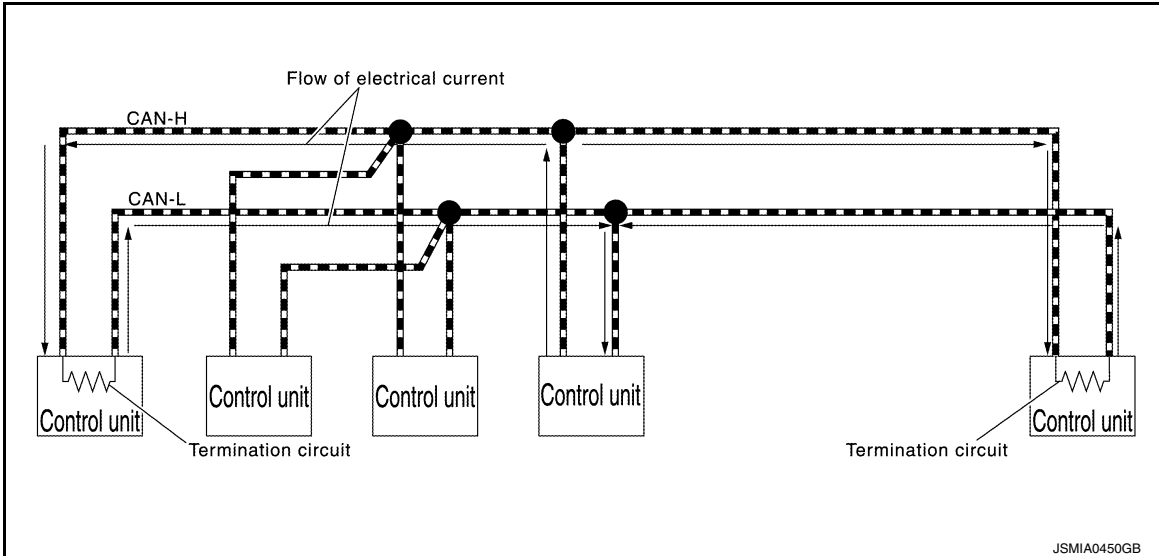 Flow of electrical current
CAN-H
CAN-L
Control unit
Control unit
Control unit
Control unit
Control unit
Termination circuit
Termination circuit
JSMIA0450GB